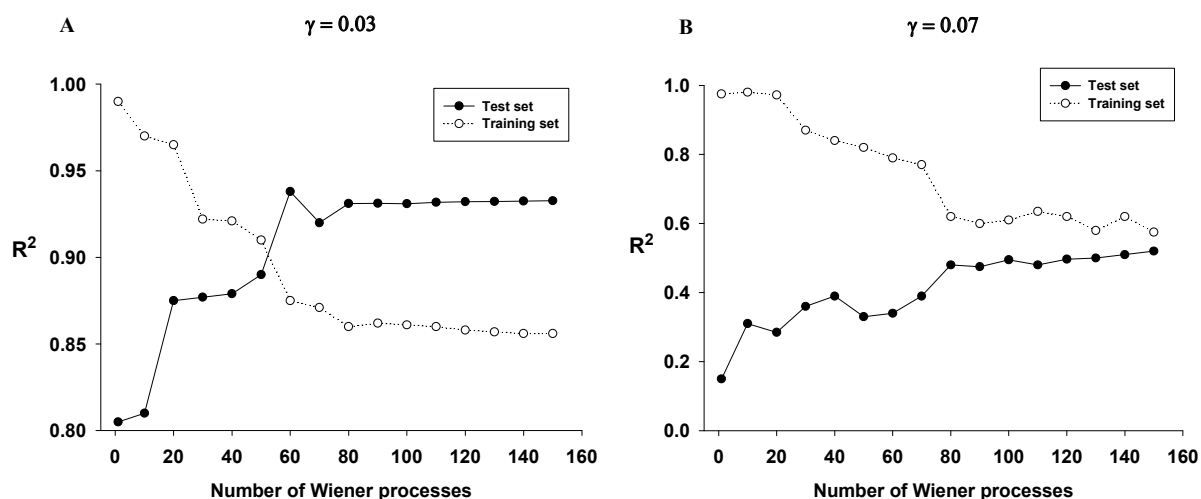 A
γ = 0.03
1.00
0.95
0.90
0.85
0.80
R²
0 20 40 60 80 100 120 140 160
Number of Wiener processes
Test set
Training set
B
γ = 0.07
1.0
0.8
0.6
0.4
0.2
0.0
R²
0 20 40 60 80 100 120 140 160
Number of Wiener processes
Test set
Training set